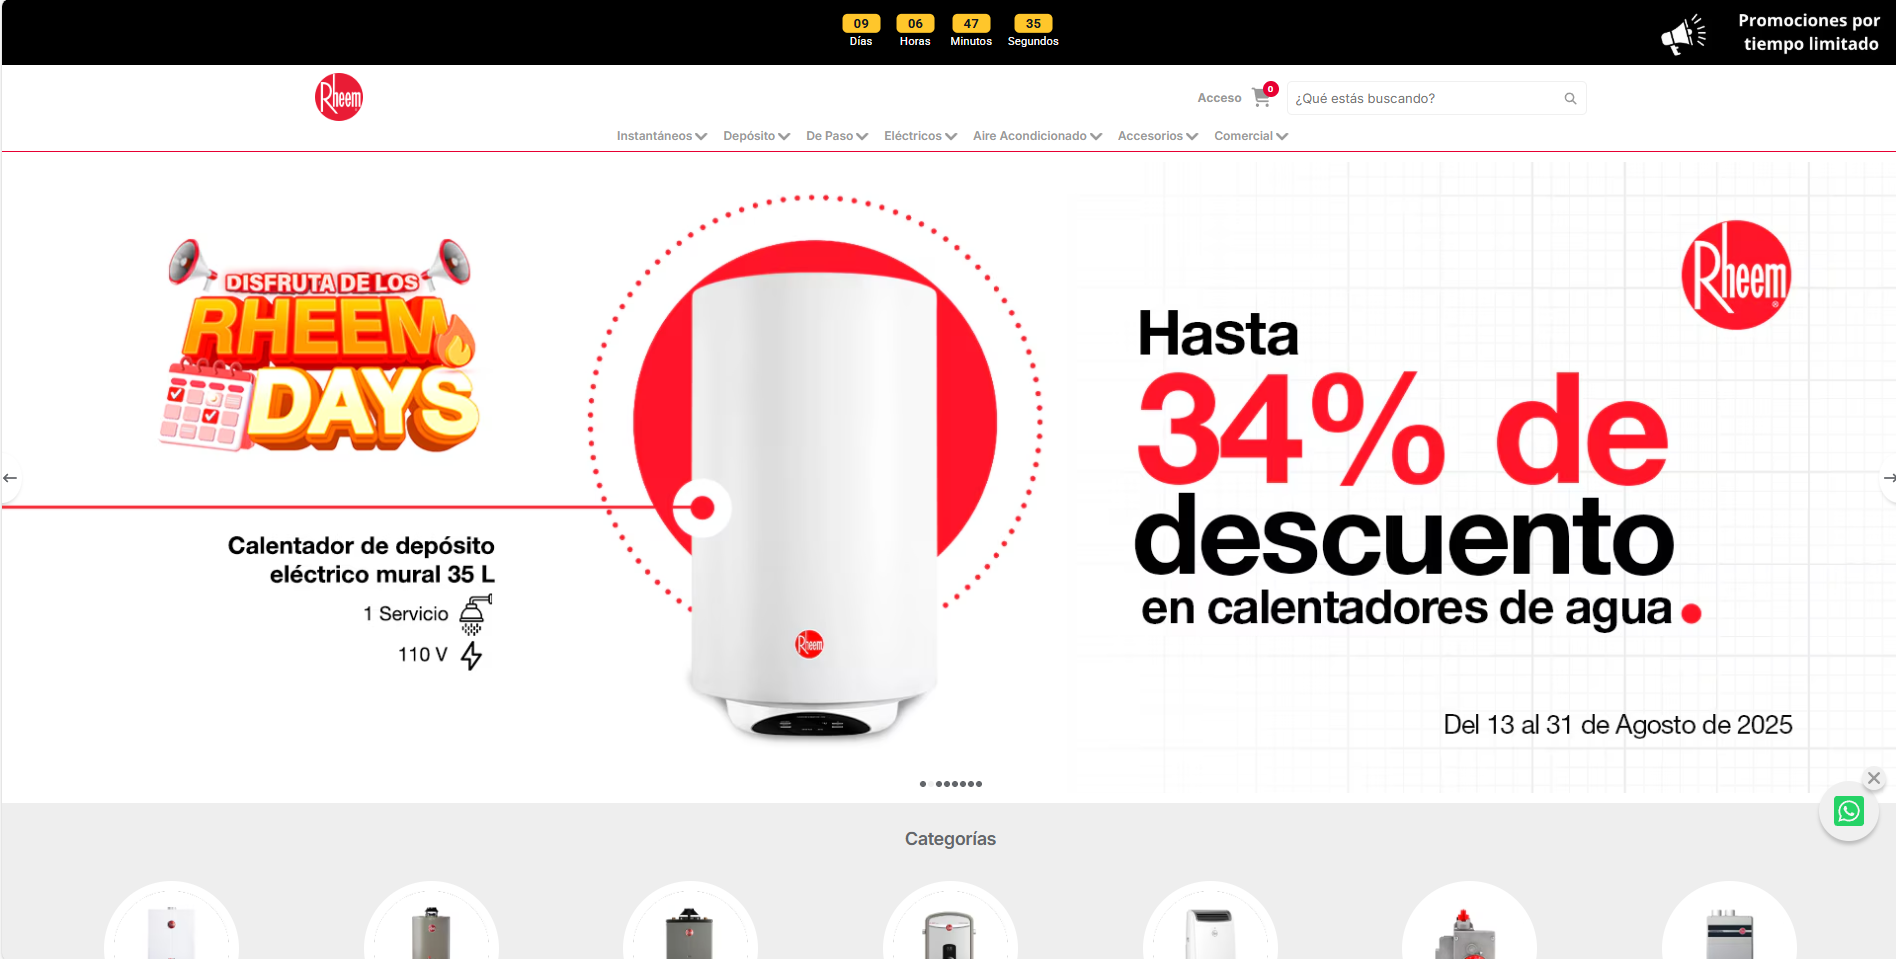 09 06 47 35
Días Horas Minutos Segundos
Promociones por
tiempo limitado
Rheem
Acceso 0 ¿Qué estás buscando?
Instantáneos Depósito De Paso Eléctricos Aire Acondicionado Accesorios Comercial
DISFRUTA DE LOS
RHEEM
DAYS
Calentador de depósito
eléctrico mural 35 L
1 Servicio
110 V
Rheem
Rheem
Hasta
34% de
descuento
en calentadores de agua.
Del 13 al 31 de Agosto de 2025
Categorías